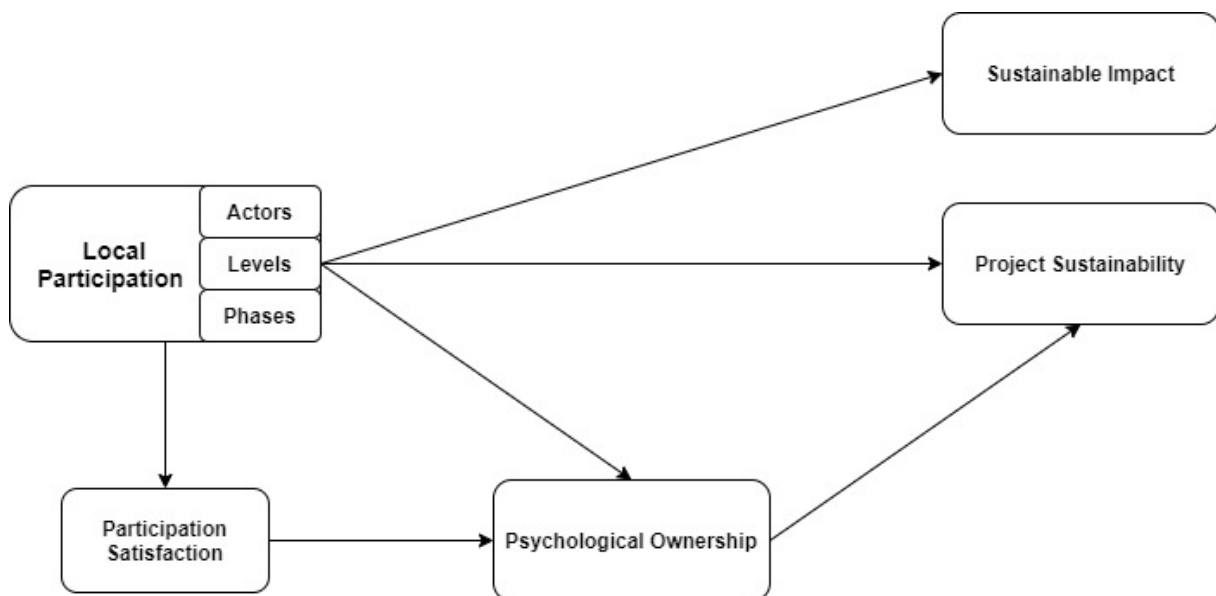 Sustainable Impact
Actors
Local
Participation
Levels
Phases
Project Sustainability
Participation
Satisfaction
Psychological Ownership